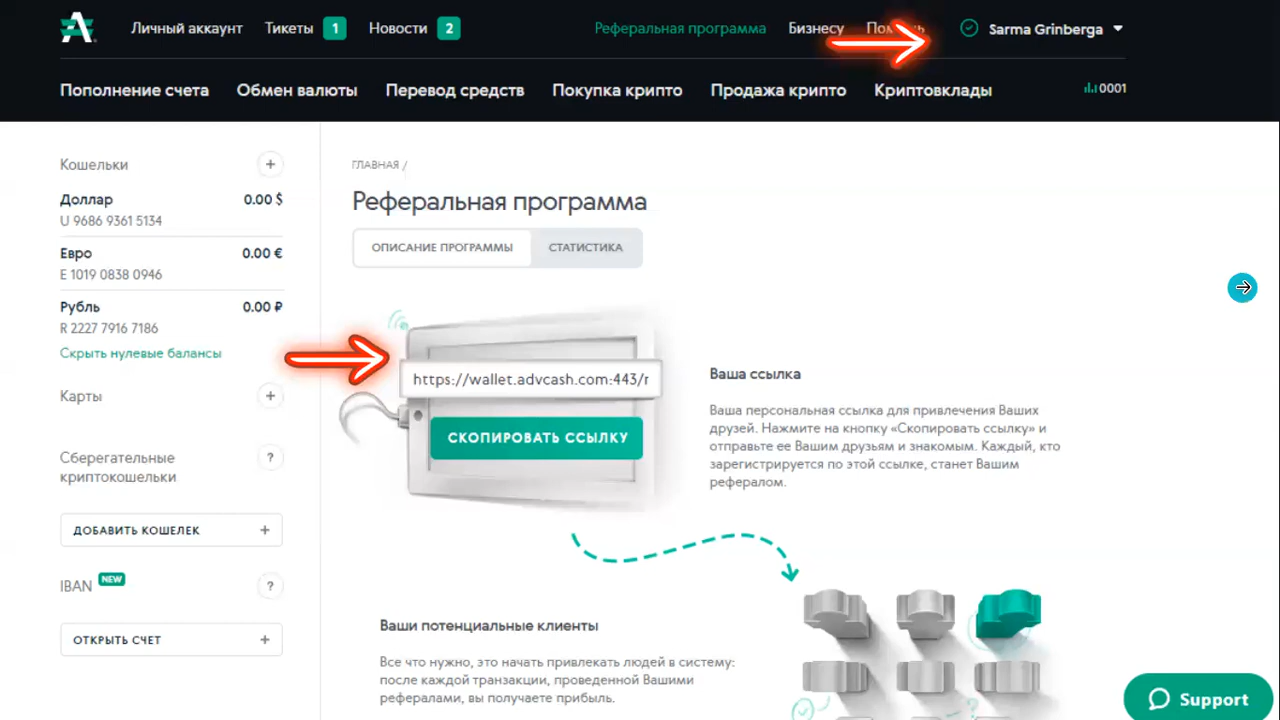 Личный аккаунт Тикеты 1 Новости 2 Реферальная программа Бизнесу Помощь Sarma Grinberga
Пополнение счета Обмен валюты Перевод средств Покупка крипто Продажа крипто Криптовклады 0001
Кошельки +
Доллар 0.00 $
U 9686 9361 5134
Евро 0.00 €
E 1019 0838 0946
Рубль 0.00 ₽
R 2227 7916 7186
Скрыть нулевые балансы
Карты +
Сберегательные ?
криптокошельки
ДОБАВИТЬ КОШЕЛЕК +
IBAN NEW ?
ОТКРЫТЬ СЧЕТ +
ГЛАВНАЯ /
Реферальная программа
ОПИСАНИЕ ПРОГРАММЫ СТАТИСТИКА
https://wallet.advcash.com:443/r
СКОПИРОВАТЬ ССЫЛКУ
Ваша ссылка
Ваша персональная ссылка для привлечения Ваших
друзей. Нажмите на кнопку «Скопировать ссылку» и
отправьте ее Вашим друзьям и знакомым. Каждый, кто
зарегистрируется по этой ссылке, станет Вашим
рефералом.
Ваши потенциальные клиенты
Все что нужно, это начать привлекать людей в систему:
после каждой транзакции, проведенной Вашими
рефералами, вы получаете прибыль.
Support